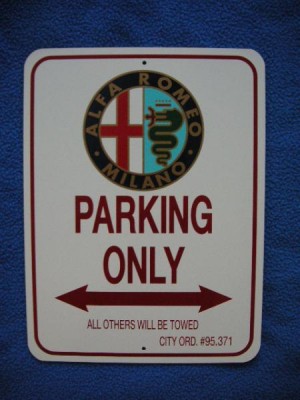 ALFA ROMEO
MILANO
PARKING
ONLY
ALL OTHERS WILL BE TOWED
CITY ORD. #95.371